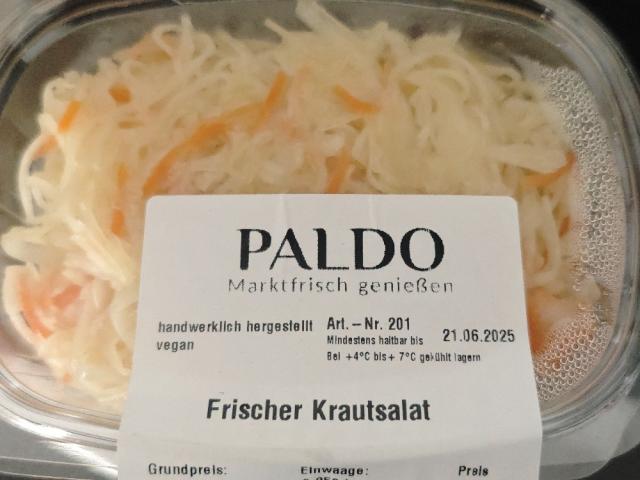 PALDO
Marktfrisch genießen
handwerklich hergestellt
vegan
Art.-Nr. 201
Mindestens haltbar bis 21.06.2025
Bei +4°C bis+ 7°C gekühlt lagern
Frischer Krautsalat
Grundpreis: Einwaage: Preis